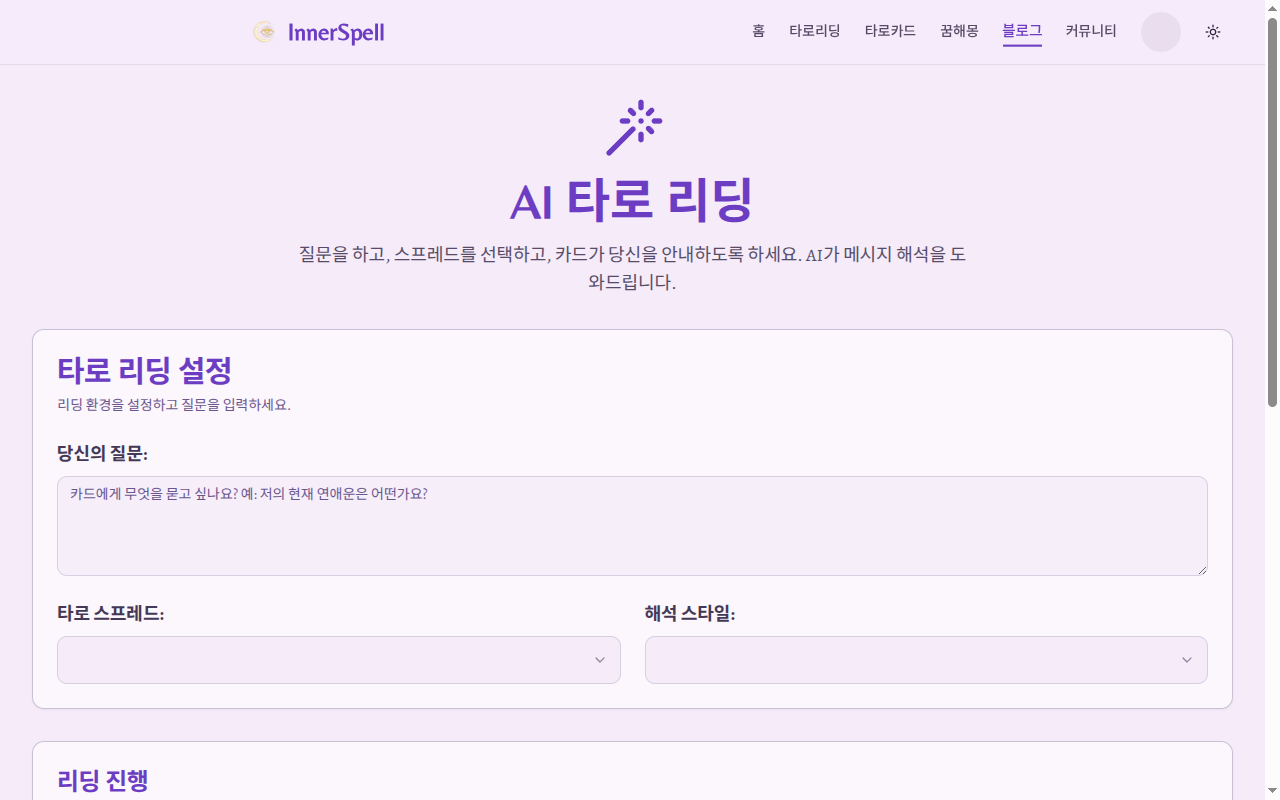 InnerSpell
홈 타로리딩 타로카드 꿈해몽 블로그 커뮤니티
AI 타로 리딩
질문을 하고, 스프레드를 선택하고, 카드가 당신을 안내하도록 하세요. AI가 메시지 해석을 도
와드립니다.
타로 리딩 설정
리딩 환경을 설정하고 질문을 입력하세요.
당신의 질문:
카드에게 무엇을 묻고 싶나요? 예: 저의 현재 연애운은 어떤가요?
타로 스프레드:
해석 스타일:
리딩 진행